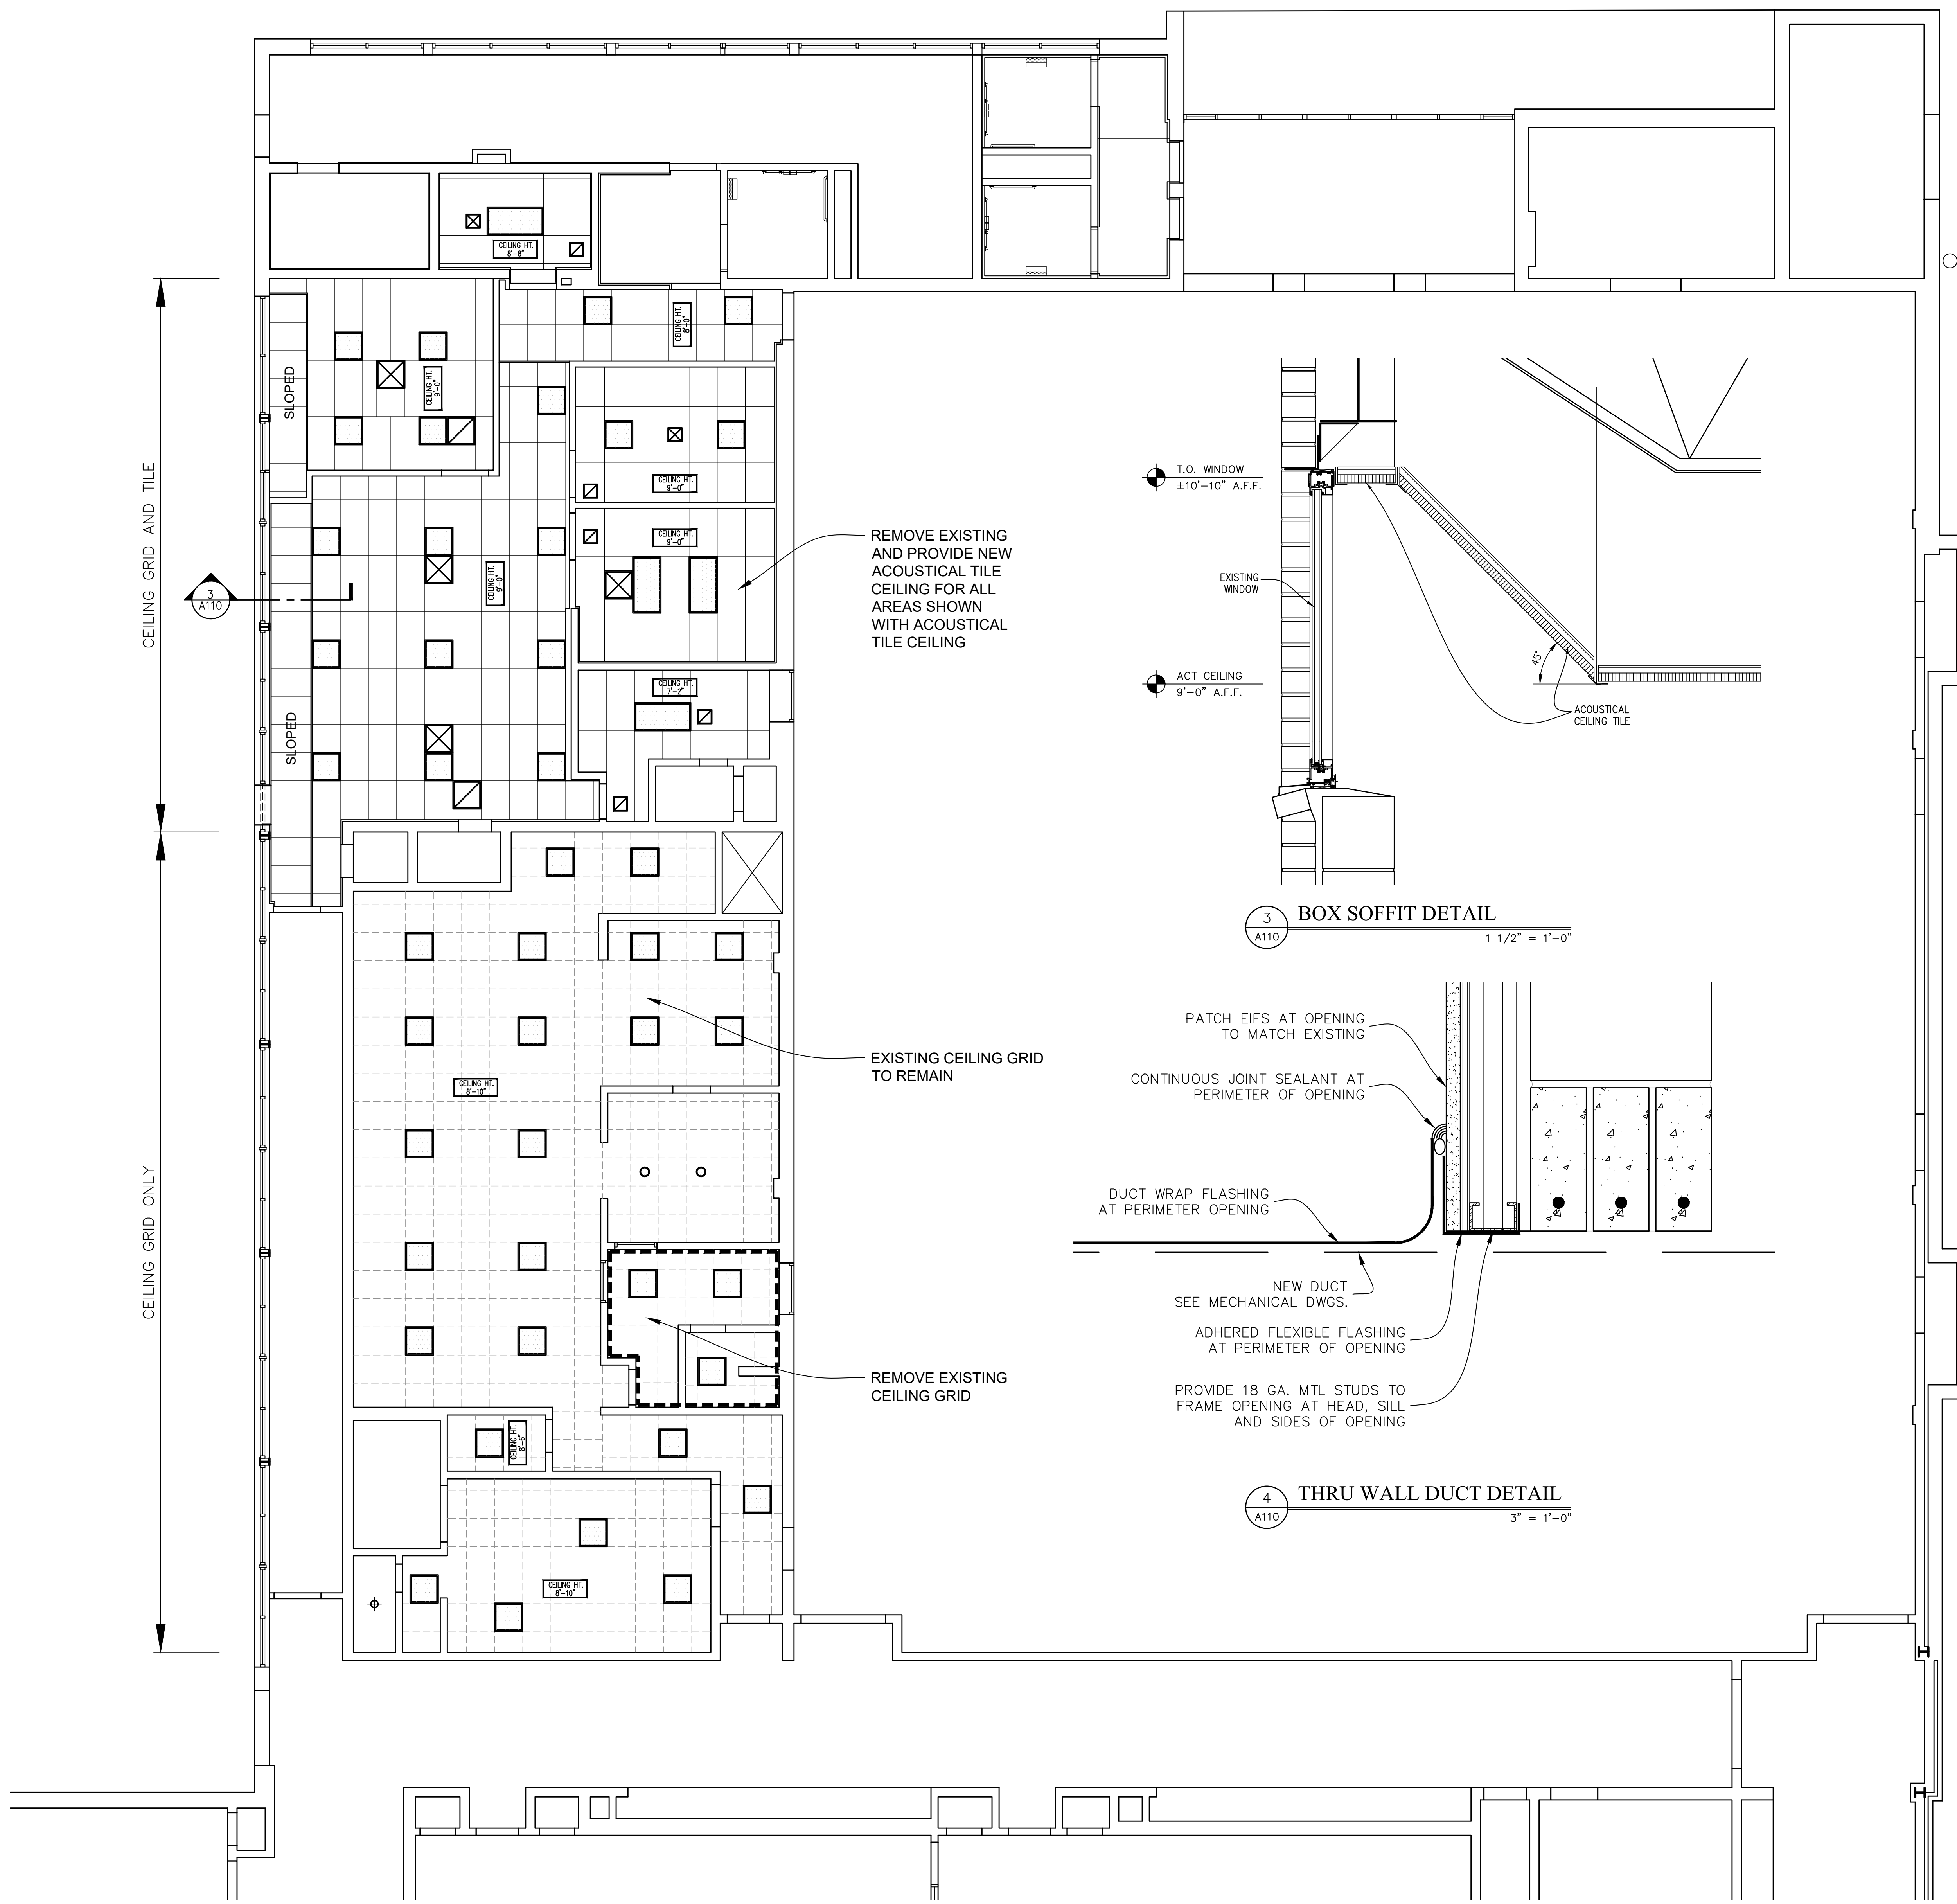 CEILING HT.
8'-8"
CEILING HT.
8'-0"
SLOPED
CEILING HT.
9'-0"
CEILING GRID AND TILE
CEILING HT.
9'-0"
CEILING HT.
9'-0"
CEILING HT.
9'-0"
3
A110
REMOVE EXISTING
AND PROVIDE NEW
ACOUSTICAL TILE
CEILING FOR ALL
AREAS SHOWN
WITH ACOUSTICAL
TILE CEILING
CEILING HT.
7'-2"
SLOPED
T.O. WINDOW
±10'-10" A.F.F.
EXISTING
WINDOW
45°
ACT CEILING
9'-0" A.F.F.
ACOUSTICAL
CEILING TILE
3
A110
BOX SOFFIT DETAIL
1 1/2" = 1'-0"
CEILING GRID ONLY
CEILING HT.
8'-10"
EXISTING CEILING GRID
TO REMAIN
REMOVE EXISTING
CEILING GRID
CEILING HT.
8'-6"
CEILING HT.
8'-10"
PATCH EIFS AT OPENING
TO MATCH EXISTING
CONTINUOUS JOINT SEALANT AT
PERIMETER OF OPENING
DUCT WRAP FLASHING
AT PERIMETER OPENING
NEW DUCT
SEE MECHANICAL DWGS.
ADHERED FLEXIBLE FLASHING
AT PERIMETER OF OPENING
PROVIDE 18 GA. MTL STUDS TO
FRAME OPENING AT HEAD, SILL
AND SIDES OF OPENING
4
A110
THRU WALL DUCT DETAIL
3" = 1'-0"